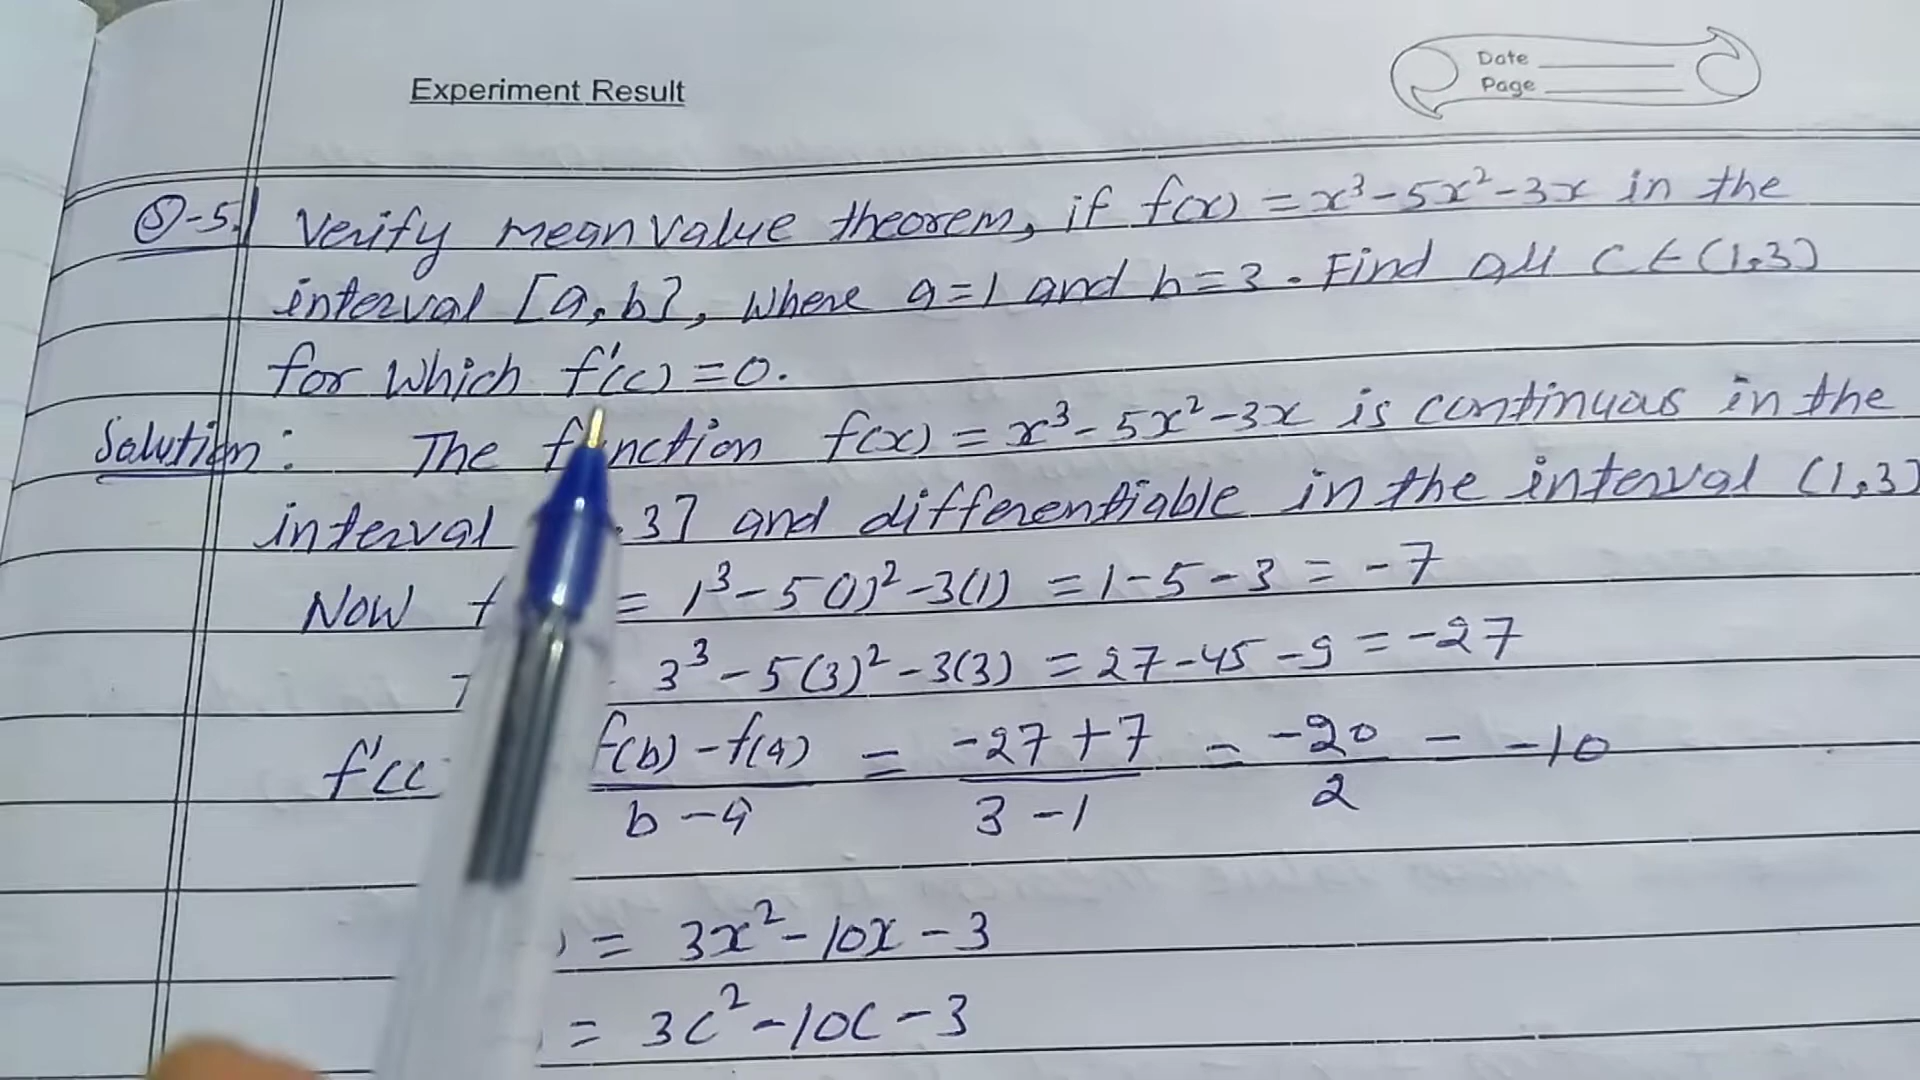 Date
Page
Experiment Result
Q-5. Verify mean value theorem, if f(x) = x³-5x²-3x in the
interval [a,b], where a=1 and b=3. Find all c ∈ (1,3)
for which f'(c) = 0.
Solution: The function f(x) = x³-5x²-3x is continuous in the
interval 3] and differentiable in the interval (1,3)
Now = 1³-5(1)²-3(1) = 1-5-3 = -7
3³-5(3)²-3(3) = 27-45-9 = -27
f'(c f(b)-f(a)/b-a = -27+7/3-1 = -20/2 = -10
) = 3x²-10x-3
= 3c²-10c-3